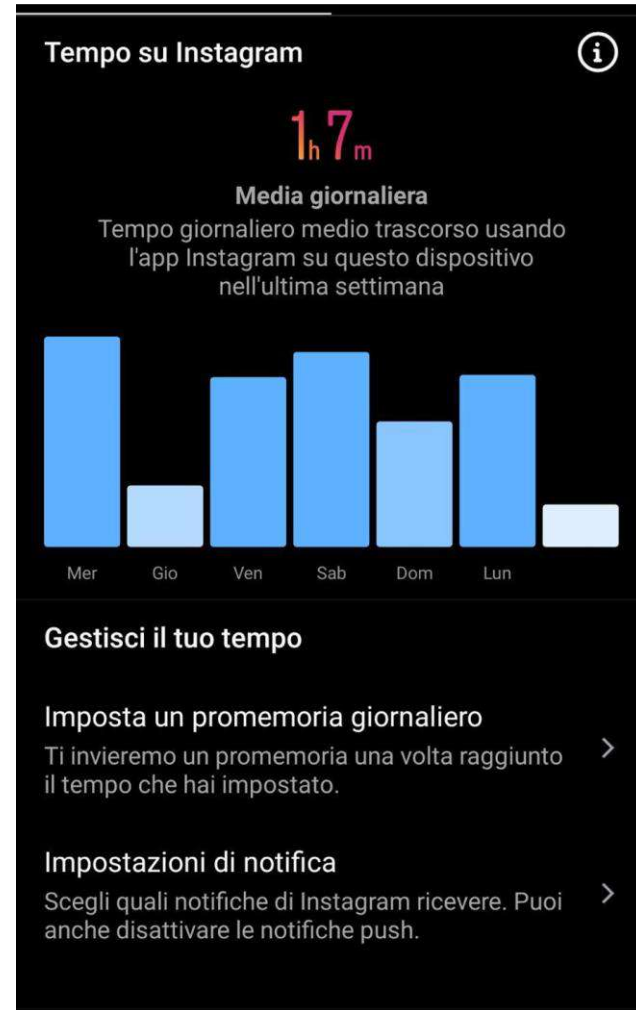 Tempo su Instagram
1h 7m
Media giornaliera
Tempo giornaliero medio trascorso usando
l'app Instagram su questo dispositivo
nell'ultima settimana
Mer Gio Ven Sab Dom Lun
Gestisci il tuo tempo
Imposta un promemoria giornaliero
Ti invieremo un promemoria una volta raggiunto
il tempo che hai impostato.
Impostazioni di notifica
Scegli quali notifiche di Instagram ricevere. Puoi
anche disattivare le notifiche push.